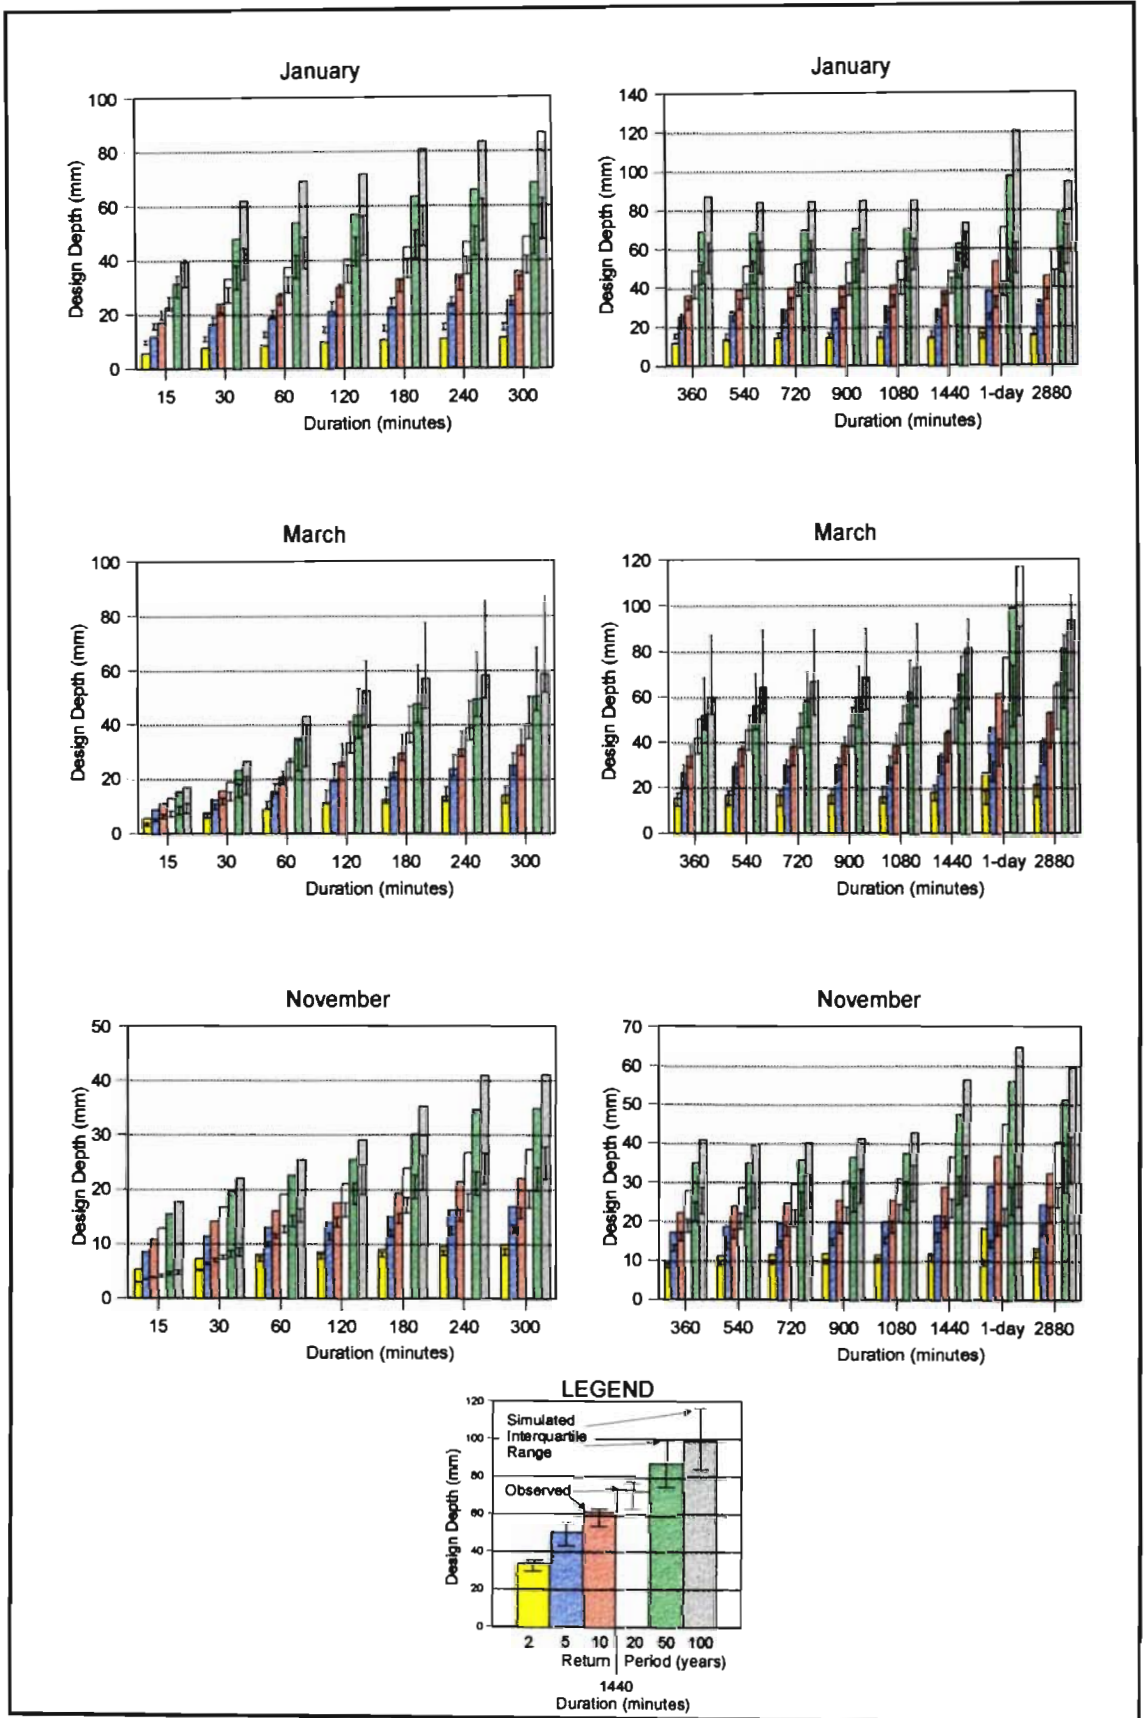 January
Design Depth (mm)
100
80
60
40
20
0
15 30 60 120 180 240 300
Duration (minutes)
January
Design Depth (mm)
140
120
100
80
60
40
20
0
360 540 720 900 1080 1440 1-day 2880
Duration (minutes)
March
Design Depth (mm)
100
80
60
40
20
0
15 30 60 120 180 240 300
Duration (minutes)
March
Design Depth (mm)
120
100
80
60
40
20
0
360 540 720 900 1080 1440 1-day 2880
Duration (minutes)
November
Design Depth (mm)
50
40
30
20
10
0
15 30 60 120 180 240 300
Duration (minutes)
November
Design Depth (mm)
70
60
50
40
30
20
10
0
360 540 720 900 1080 1440 1-day 2880
Duration (minutes)
LEGEND
Design Depth (mm)
120
100
80
60
40
20
0
Simulated
Interquartile
Range
Observed
2 5 10 20 50 100
Return Period (years)
1440
Duration (minutes)